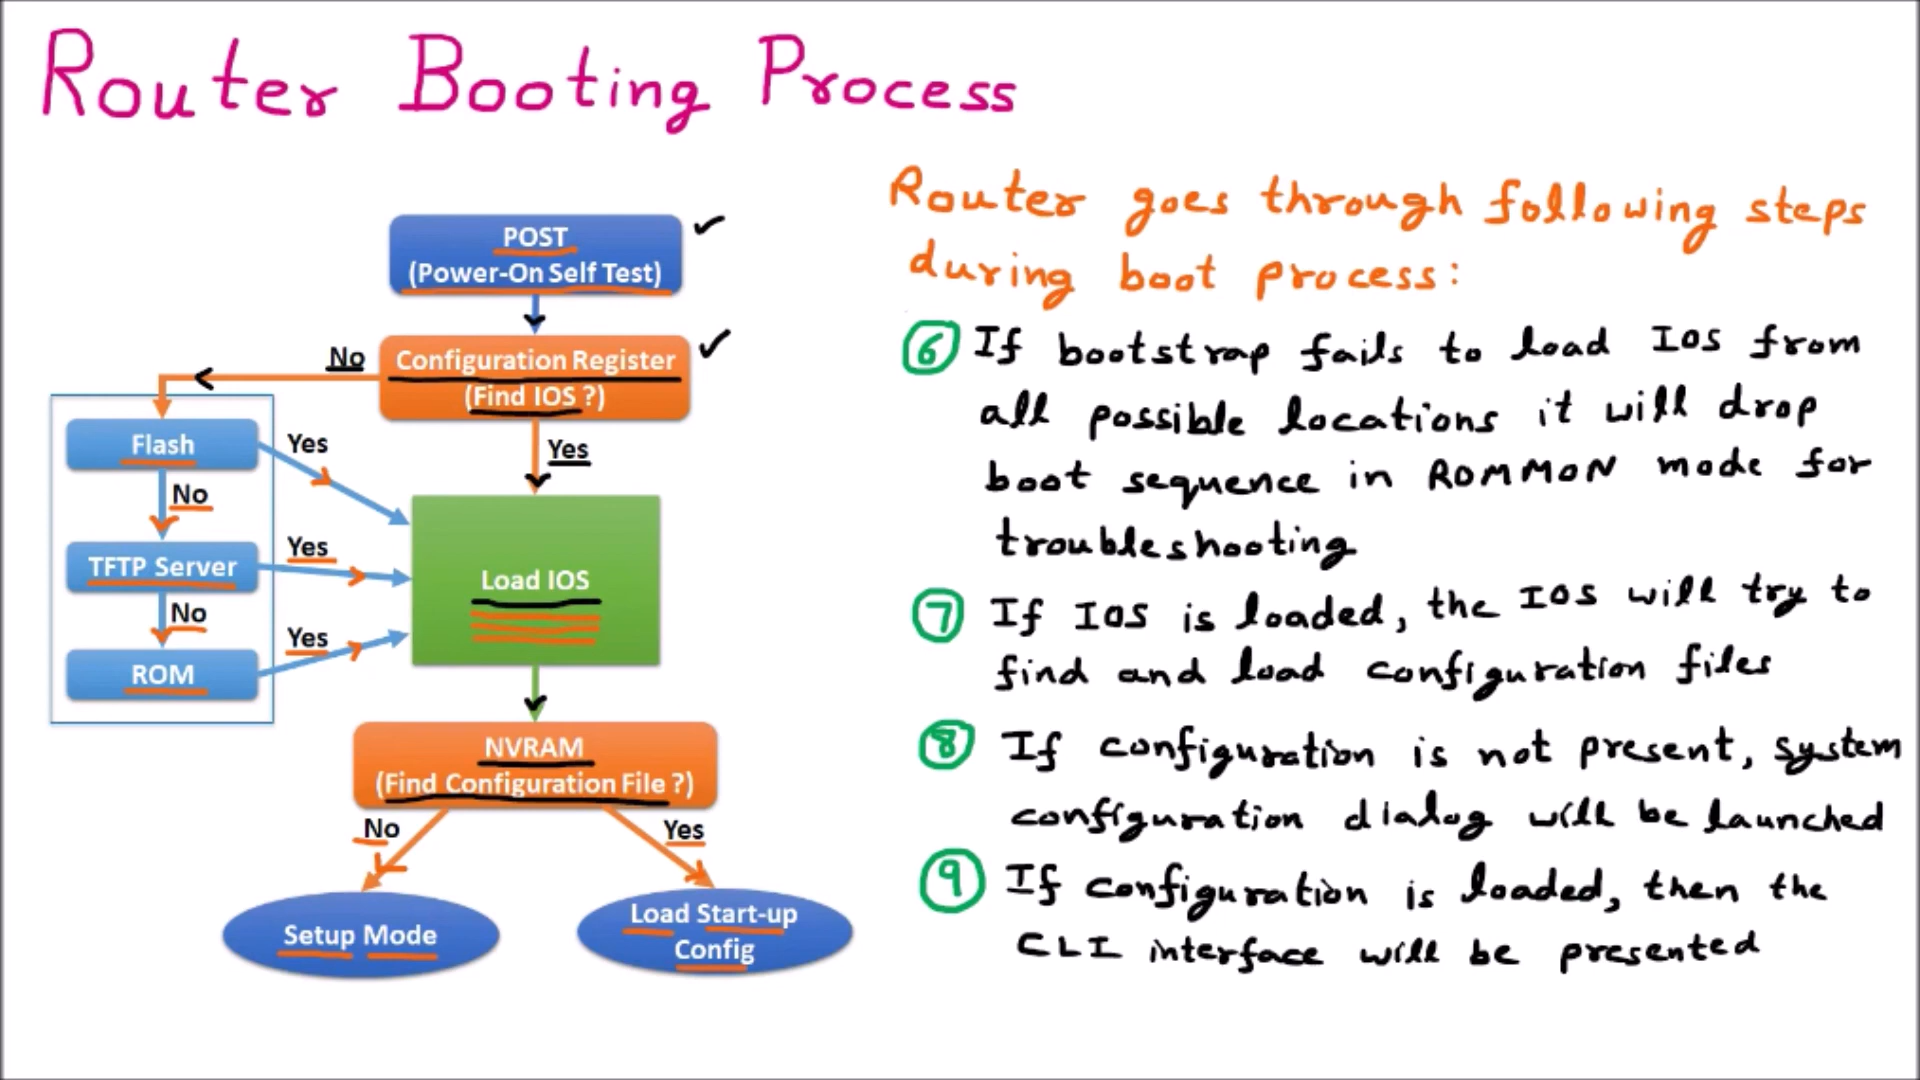 Router Booting Process
POST
(Power-On Self Test)
No
Configuration Register
(Find IOS ?)
Flash
Yes
Yes
No
TFTP Server
Yes
Load IOS
No
Yes
ROM
NVRAM
(Find Configuration File ?)
No
Yes
Setup Mode
Load Start-up
Config
Router goes through following steps
during boot process:
6 If bootstrap fails to load IOS from
all possible locations it will drop
boot sequence in ROMMON mode for
troubleshooting
7 If IOS is loaded, the IOS will try to
find and load configuration files
8 If configuration is not present, system
configuration dialog will be launched
9 If configuration is loaded, then the
CLI interface will be presented